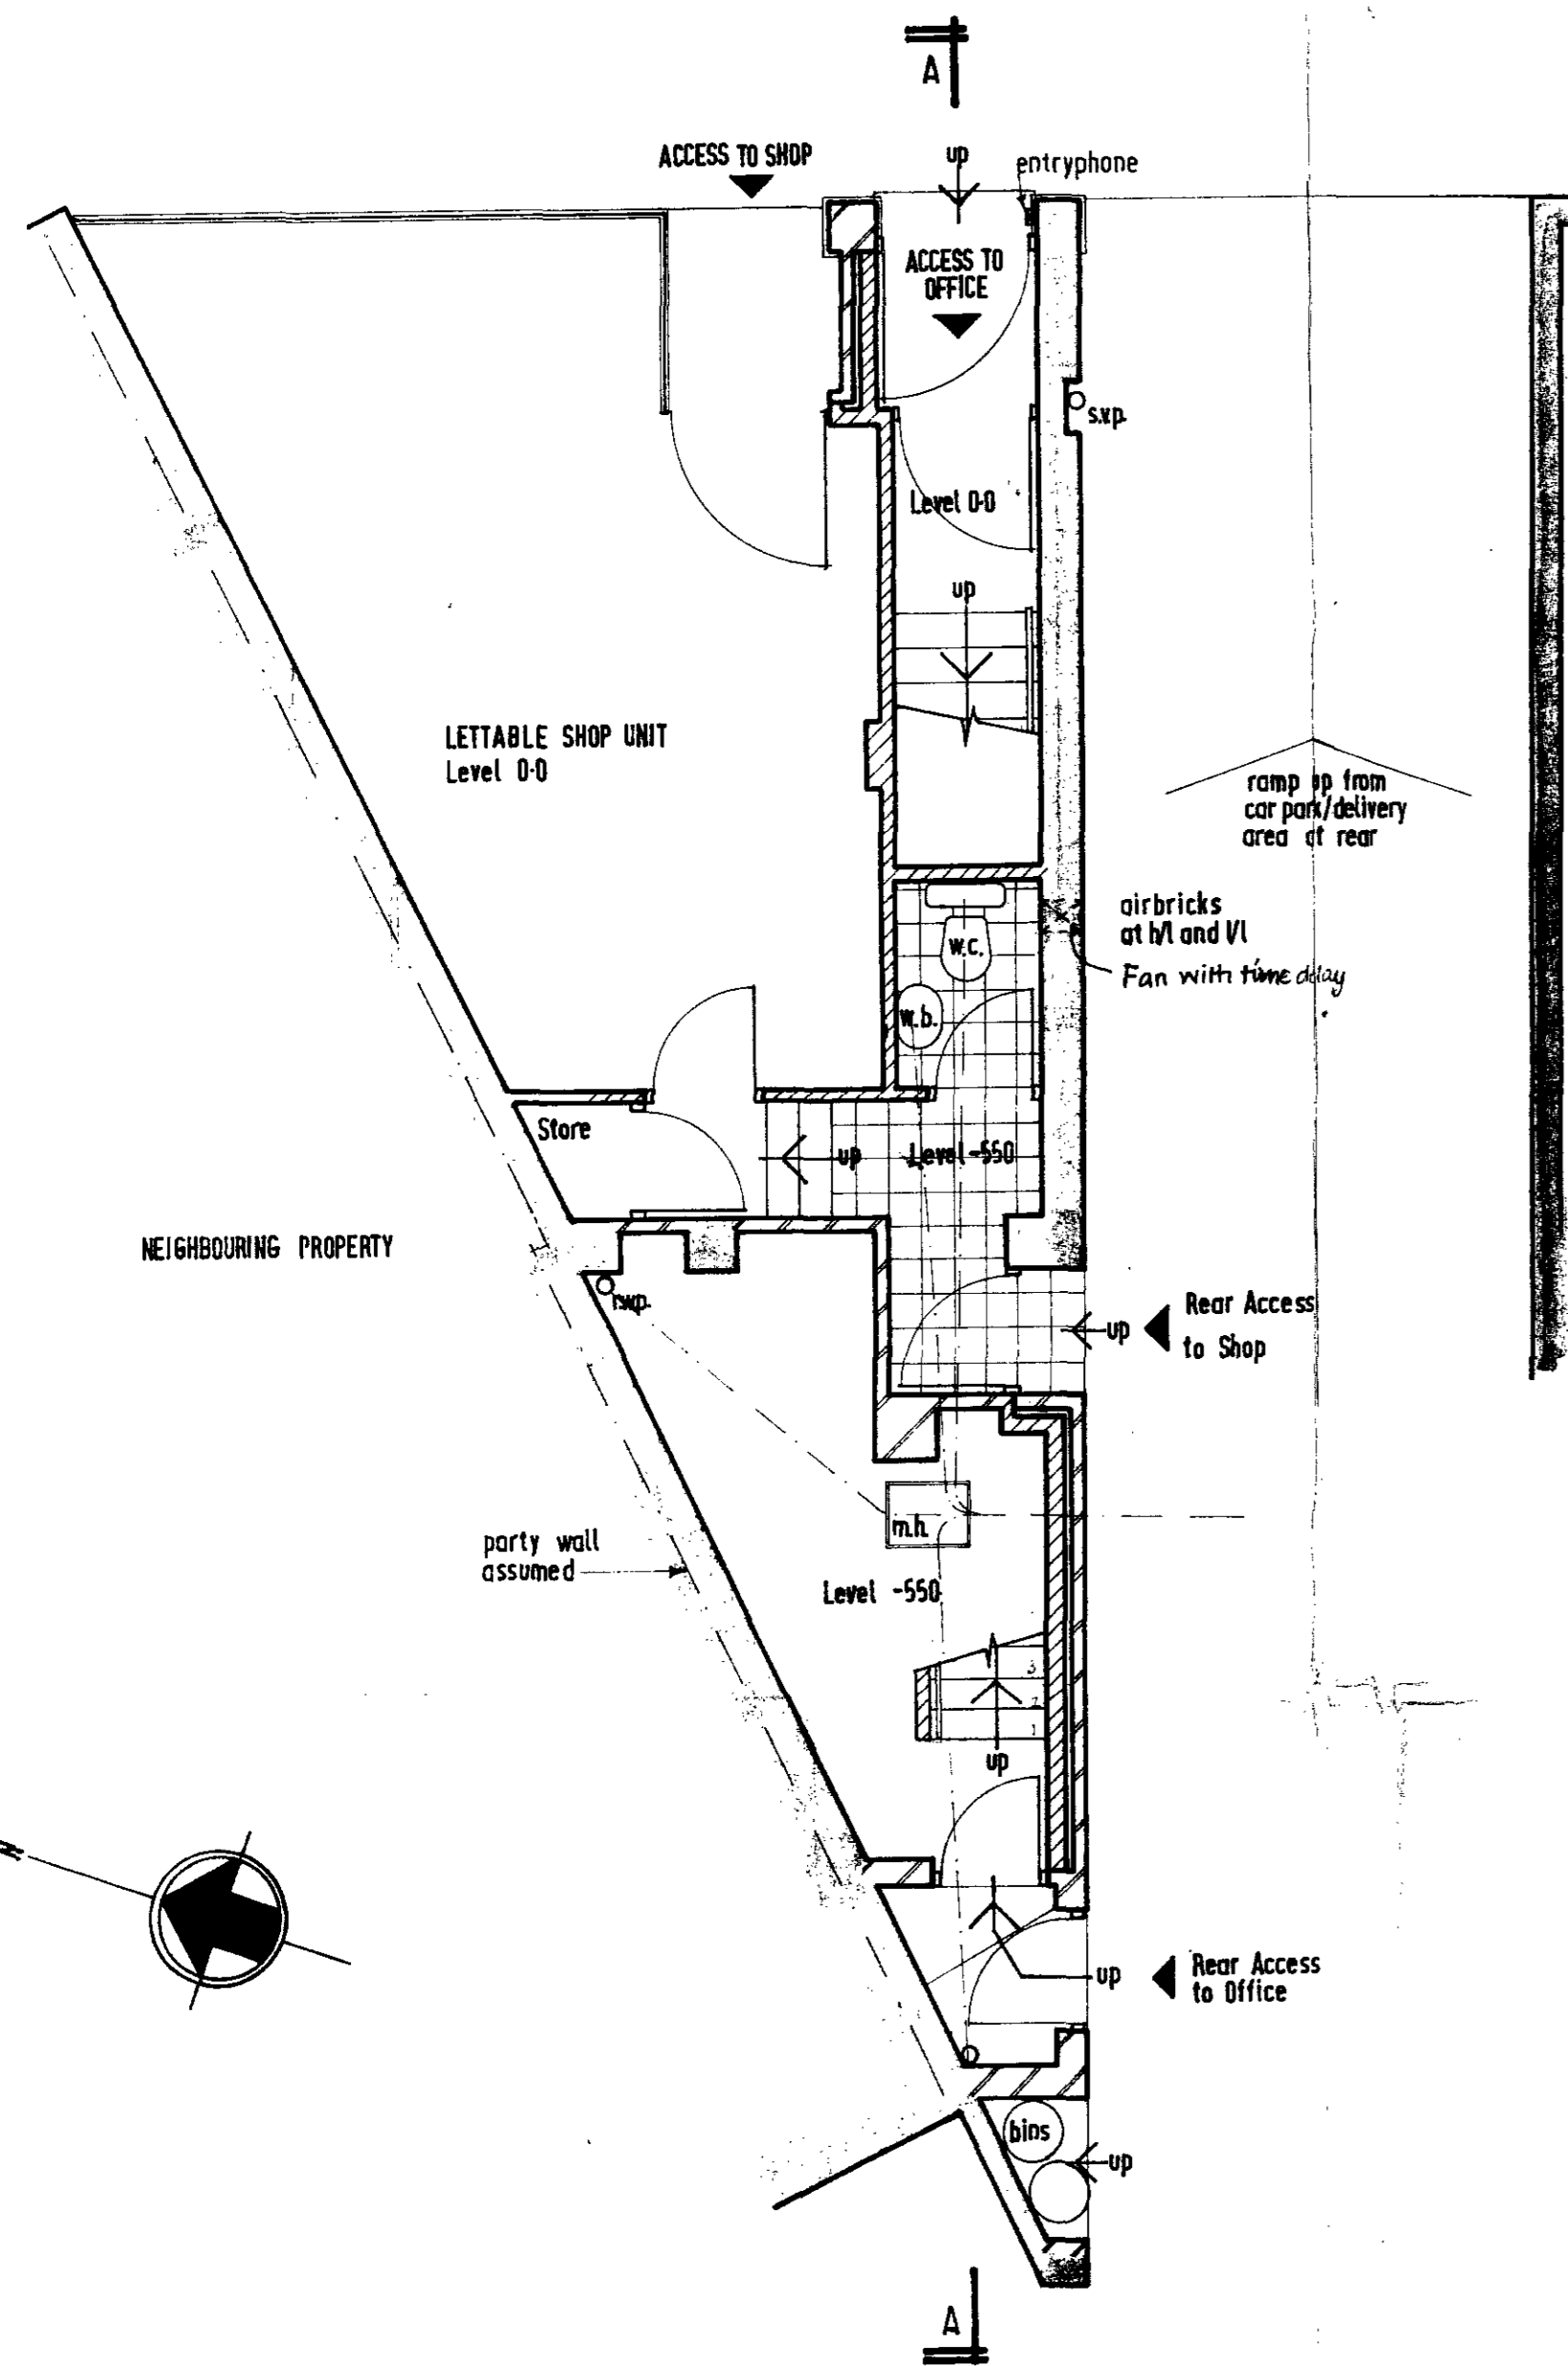 A
ACCESS TO SHOP
up
entryphone
ACCESS TO
OFFICE
s.v.p.
Level 0·0
up
LETTABLE SHOP UNIT
Level 0·0
ramp up from
car park/delivery
area at rear
airbricks
at h/l and l/l
Fan with time delay
w.c.
w.b.
Store
up
Level -550
NEIGHBOURING PROPERTY
r.w.p.
up
Rear Access
to Shop
m.h.
party wall
assumed
Level -550
3
2
1
up
N
up
Rear Access
to Office
bins
up
A